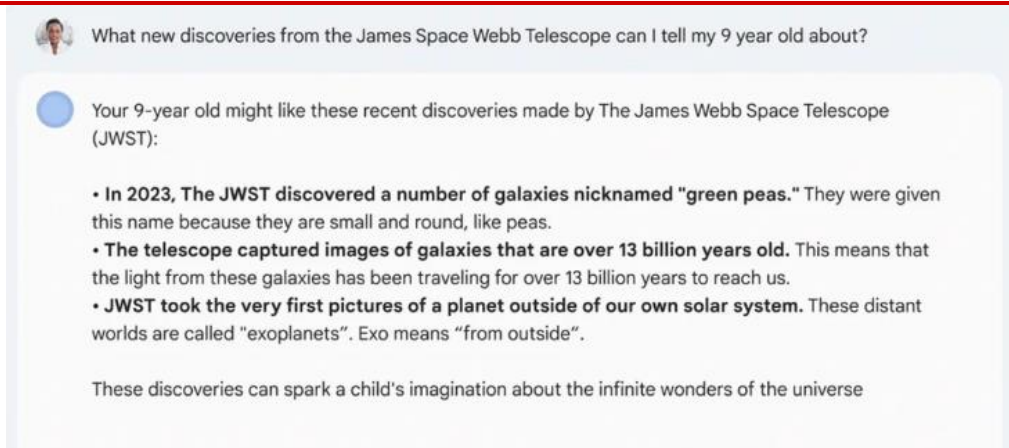 What new discoveries from the James Space Webb Telescope can I tell my 9 year old about?
Your 9-year old might like these recent discoveries made by The James Webb Space Telescope
(JWST):
• In 2023, The JWST discovered a number of galaxies nicknamed "green peas." They were given
this name because they are small and round, like peas.
• The telescope captured images of galaxies that are over 13 billion years old. This means that
the light from these galaxies has been traveling for over 13 billion years to reach us.
• JWST took the very first pictures of a planet outside of our own solar system. These distant
worlds are called "exoplanets". Exo means "from outside".
These discoveries can spark a child's imagination about the infinite wonders of the universe